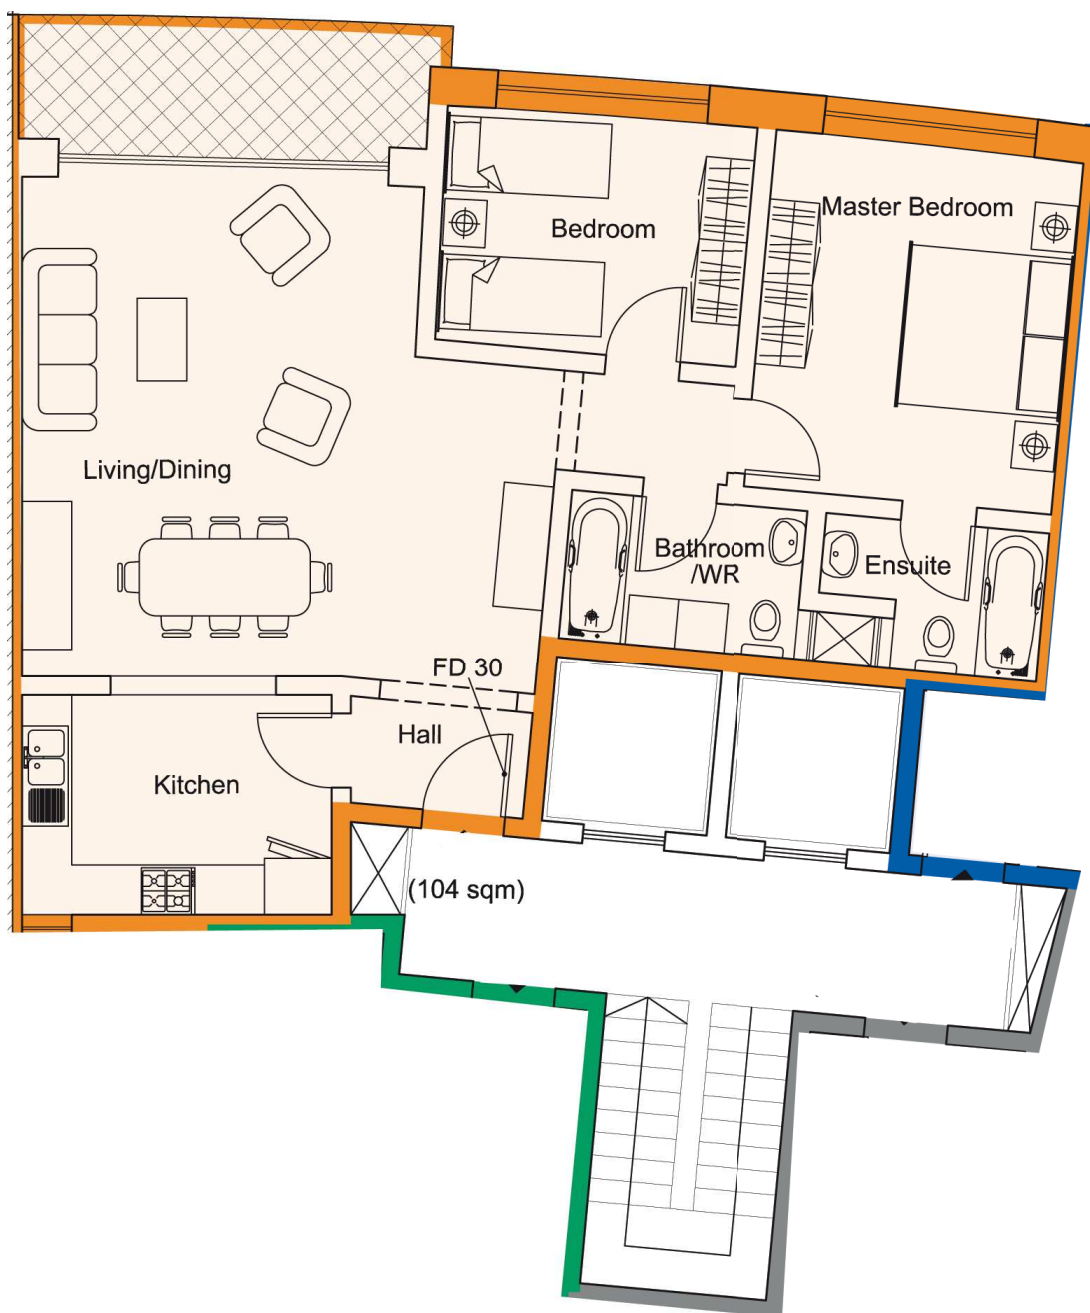 Master Bedroom
Bedroom
Living/Dining
Bathroom
/WR
Ensuite
FD 30
Hall
Kitchen
(104 sqm)